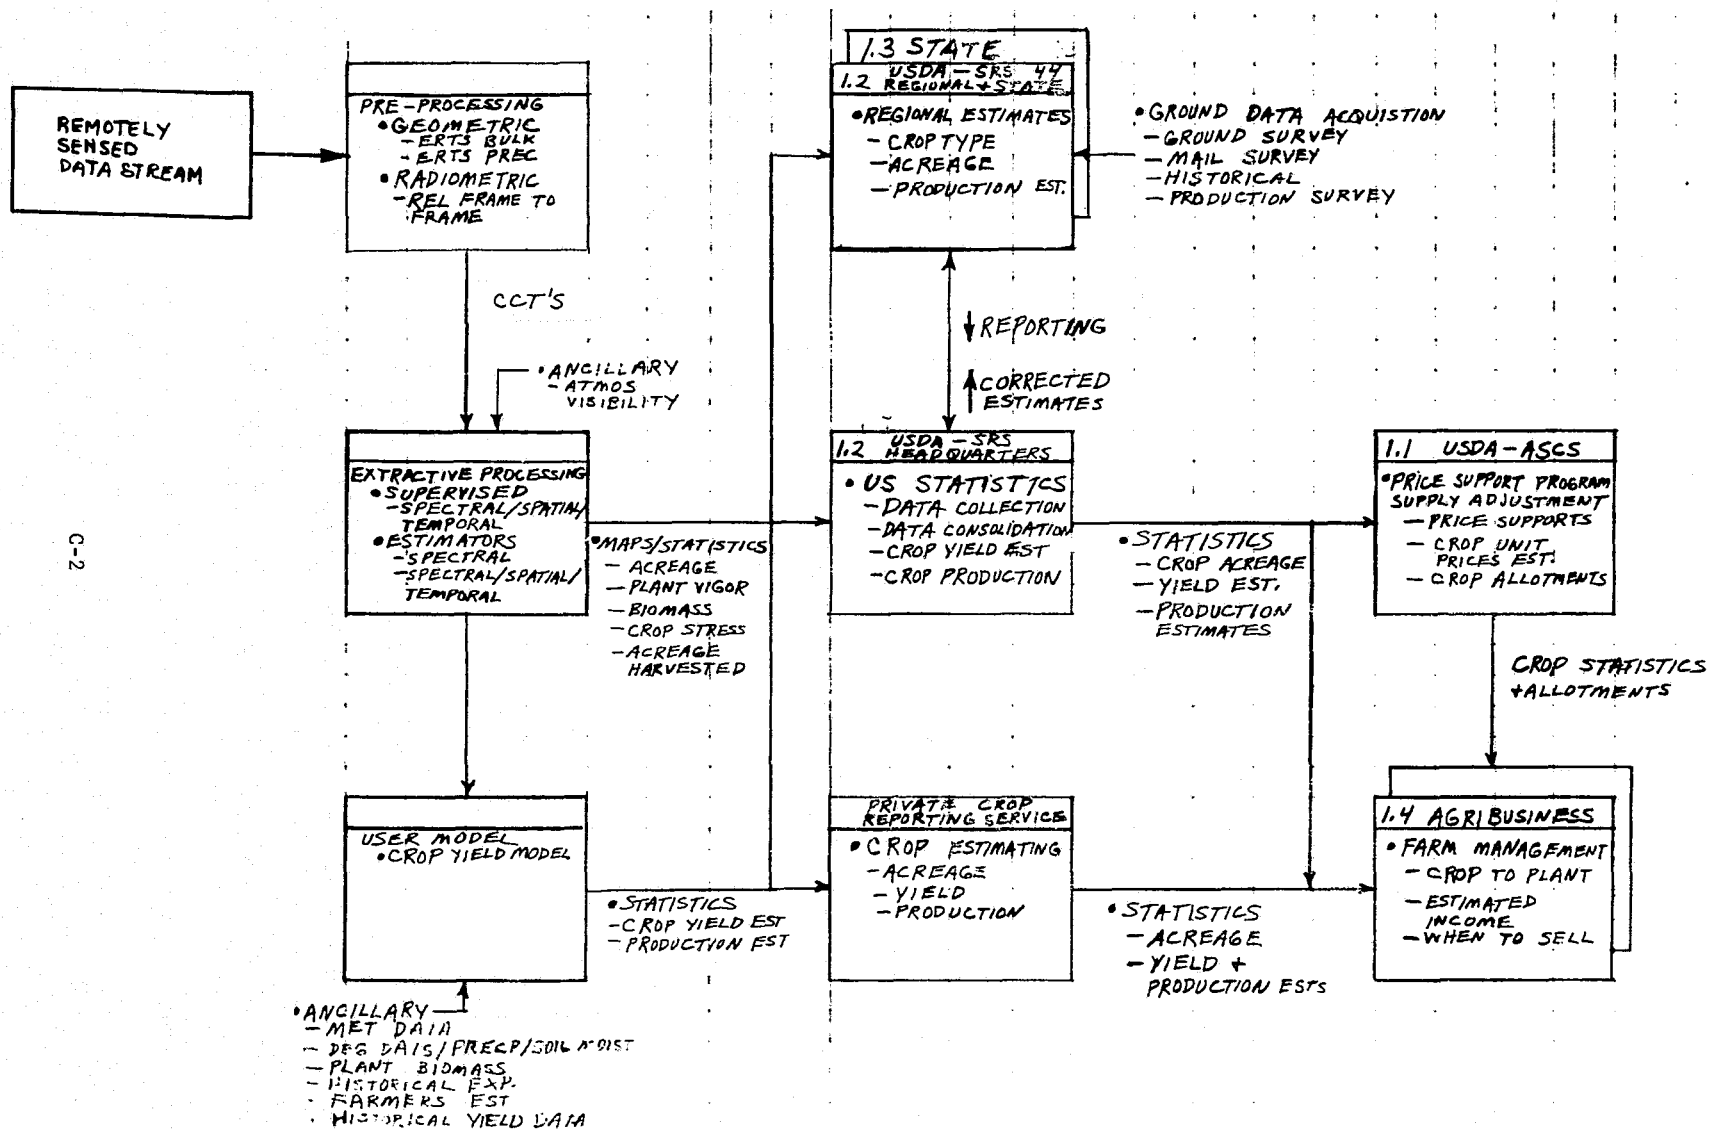 REMOTELY
SENSED
DATA STREAM
PRE-PROCESSING
•GEOMETRIC
-ERTS BULK
-ERTS PREC
•RADIOMETRIC
-REL FRAME TO
FRAME
1.3 STATE
1.2 USDA-SRS 44
REGIONAL+STATE
•REGIONAL ESTIMATES
-CROP TYPE
-ACREAGE
-PRODUCTION EST.
•GROUND DATA ACQUISTION
-GROUND SURVEY
-MAIL SURVEY
-HISTORICAL
-PRODUCTION SURVEY
CCT'S
•ANCILLARY
-ATMOS
VISIBILITY
↓REPORTING
↑CORRECTED
ESTIMATES
EXTRACTIVE PROCESSING
•SUPERVISED
-SPECTRAL/SPATIAL/
TEMPORAL
•ESTIMATORS
-SPECTRAL
-SPECTRAL/SPATIAL/
TEMPORAL
•MAPS/STATISTICS
-ACREAGE
-PLANT VIGOR
-BIOMASS
-CROP STRESS
-ACREAGE
HARVESTED
1.2 USDA-SRS
HEADQUARTERS
•US STATISTICS
-DATA COLLECTION
-DATA CONSOLIDATION
-CROP YIELD EST
-CROP PRODUCTION
•STATISTICS
-CROP ACREAGE
-YIELD EST.
-PRODUCTION
ESTIMATES
1.1 USDA-ASCS
•PRICE SUPPORT PROGRAM
SUPPLY ADJUSTMENT
-PRICE SUPPORTS
-CROP UNIT
PRICES EST.
-CROP ALLOTMENTS
CROP STATISTICS
+ALLOTMENTS
C-2
USER MODEL
•CROP YIELD MODEL
•STATISTICS
-CROP YIELD EST
-PRODUCTION EST
PRIVATE CROP
REPORTING SERVICE
•CROP ESTIMATING
-ACREAGE
-YIELD
-PRODUCTION
•STATISTICS
-ACREAGE
-YIELD +
PRODUCTION ESTS
1.4 AGRIBUSINESS
•FARM MANAGEMENT
-CROP TO PLANT
-ESTIMATED
INCOME
-WHEN TO SELL
•ANCILLARY
-MET DATA
-DEG DAYS/PRECP/SOIL MOIST
-PLANT BIOMASS
-HISTORICAL EXP.
-FARMERS EST
-HISTORICAL YIELD DATA